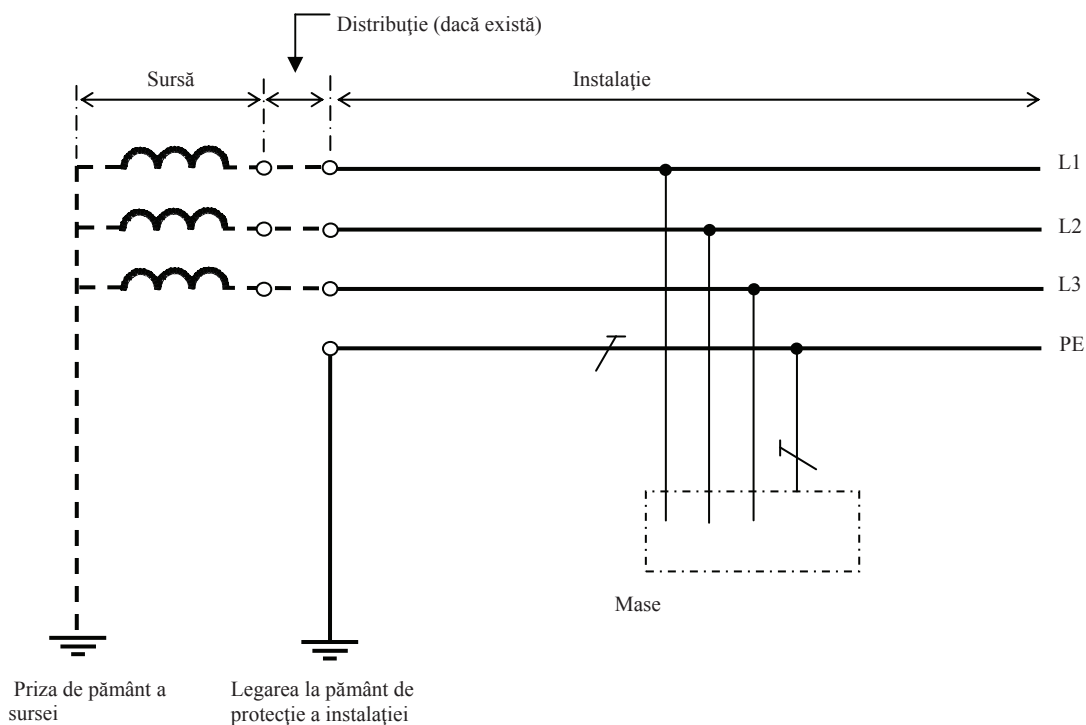 Distribuţie (dacă există)
Sursă
Instalaţie
L1
L2
L3
PE
Mase
Priza de pământ a
sursei
Legarea la pământ de
protecţie a instalaţiei